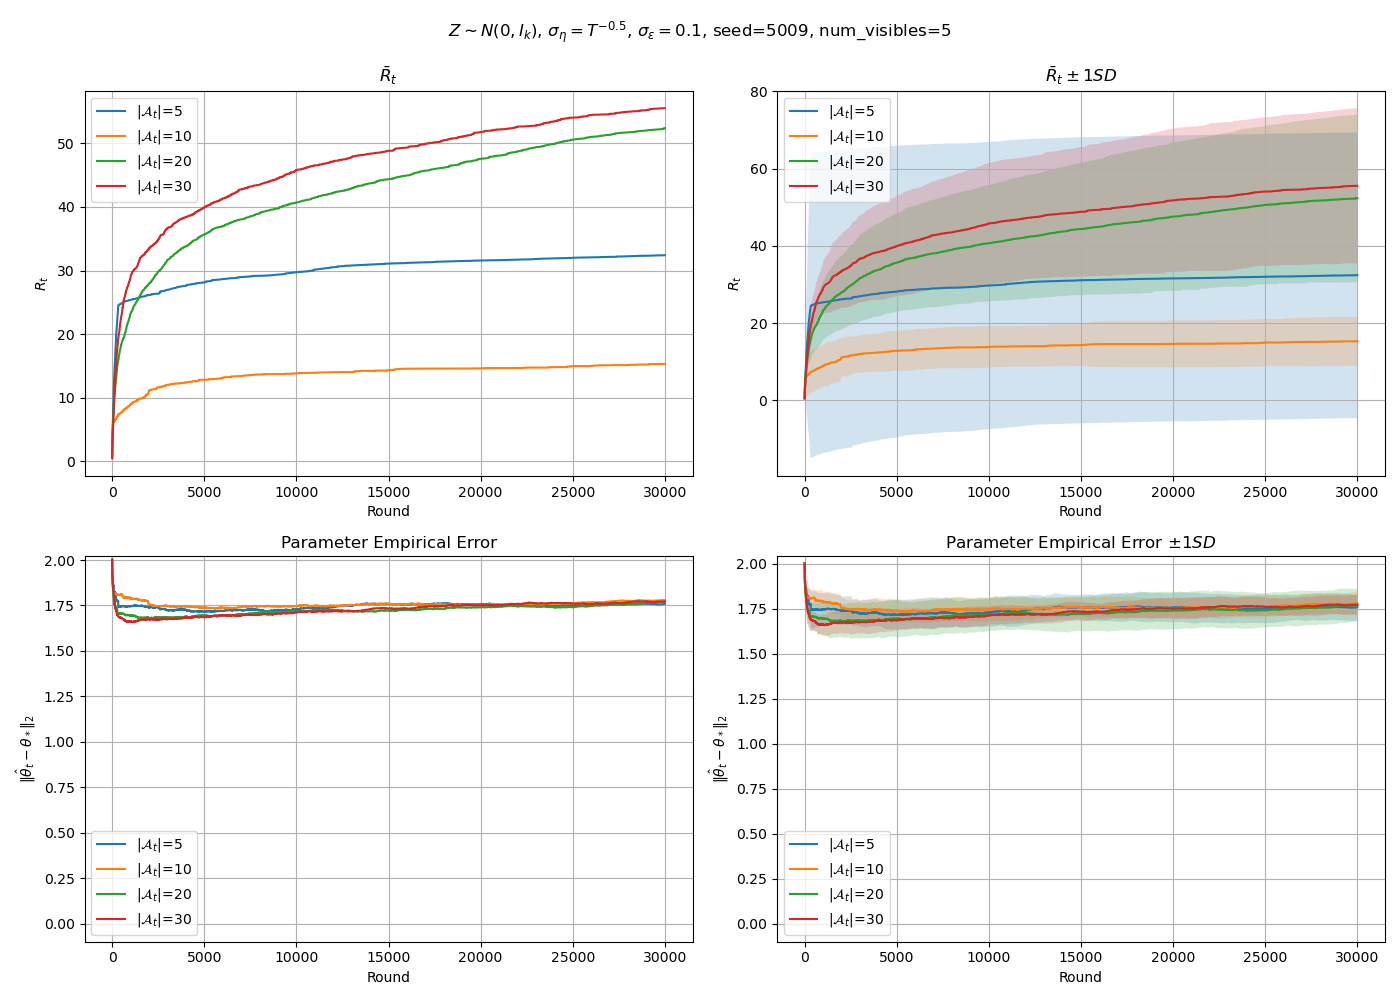 Z ∼ N(0, I_k), σ_η = T^{−0.5}, σ_ε = 0.1, seed=5009, num_visibles=5
R̄_t
|𝒜_t|=5
|𝒜_t|=10
|𝒜_t|=20
|𝒜_t|=30
50
40
30
20
10
0
R_t
0 5000 10000 15000 20000 25000 30000
Round
R̄_t ± 1SD
|𝒜_t|=5
|𝒜_t|=10
|𝒜_t|=20
|𝒜_t|=30
80
60
40
20
0
R_t
0 5000 10000 15000 20000 25000 30000
Round
Parameter Empirical Error
2.00
1.75
1.50
1.25
1.00
0.75
0.50
0.25
0.00
‖θ̂_t − θ_*‖_2
|𝒜_t|=5
|𝒜_t|=10
|𝒜_t|=20
|𝒜_t|=30
0 5000 10000 15000 20000 25000 30000
Round
Parameter Empirical Error ±1SD
2.00
1.75
1.50
1.25
1.00
0.75
0.50
0.25
0.00
‖θ̂_t − θ_*‖_2
|𝒜_t|=5
|𝒜_t|=10
|𝒜_t|=20
|𝒜_t|=30
0 5000 10000 15000 20000 25000 30000
Round